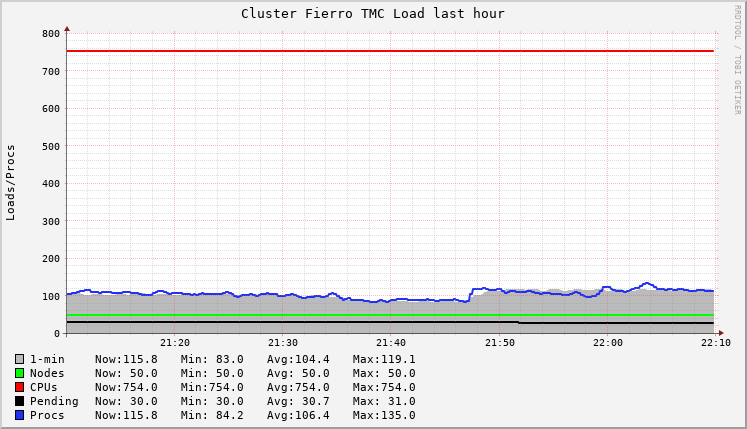 Cluster Fierro TMC Load last hour
RRDTOOL / TOBI OETIKER
Loads/Procs
800
700
600
500
400
300
200
100
0
21:20 21:30 21:40 21:50 22:00 22:10
1-min Now:115.8 Min: 83.0 Avg:104.4 Max:119.1
Nodes Now: 50.0 Min: 50.0 Avg: 50.0 Max: 50.0
CPUs Now:754.0 Min:754.0 Avg:754.0 Max:754.0
Pending Now: 30.0 Min: 30.0 Avg: 30.7 Max: 31.0
Procs Now:115.8 Min: 84.2 Avg:106.4 Max:135.0